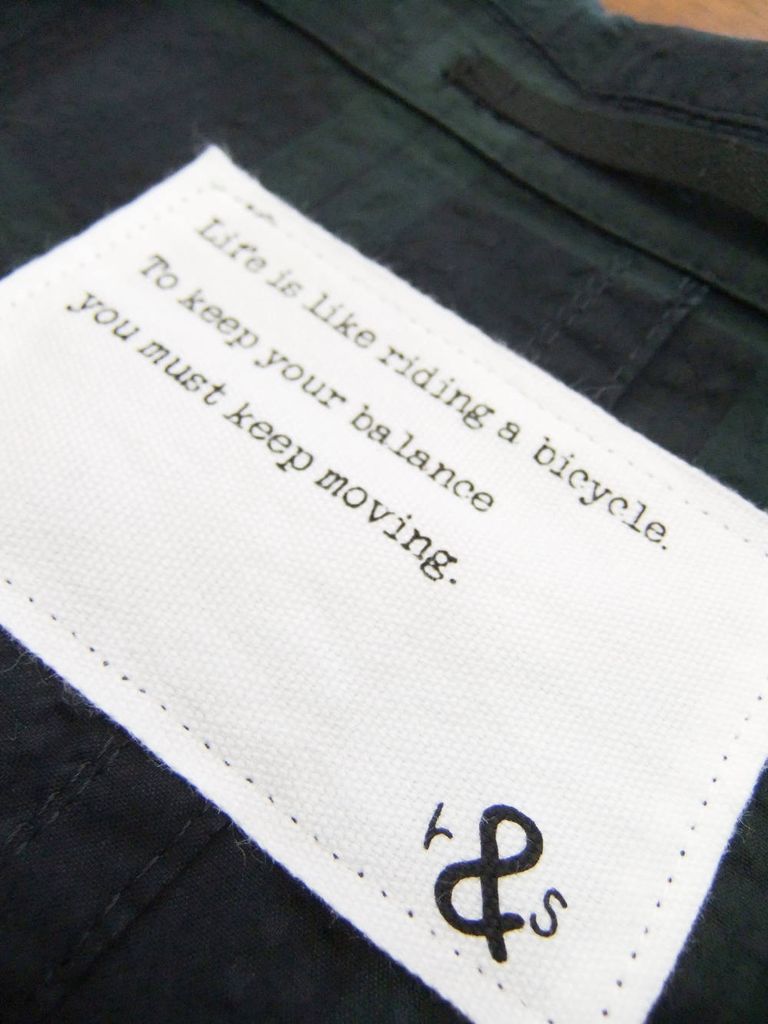 Life is like riding a bicycle.
To keep your balance
you must keep moving.
r & s